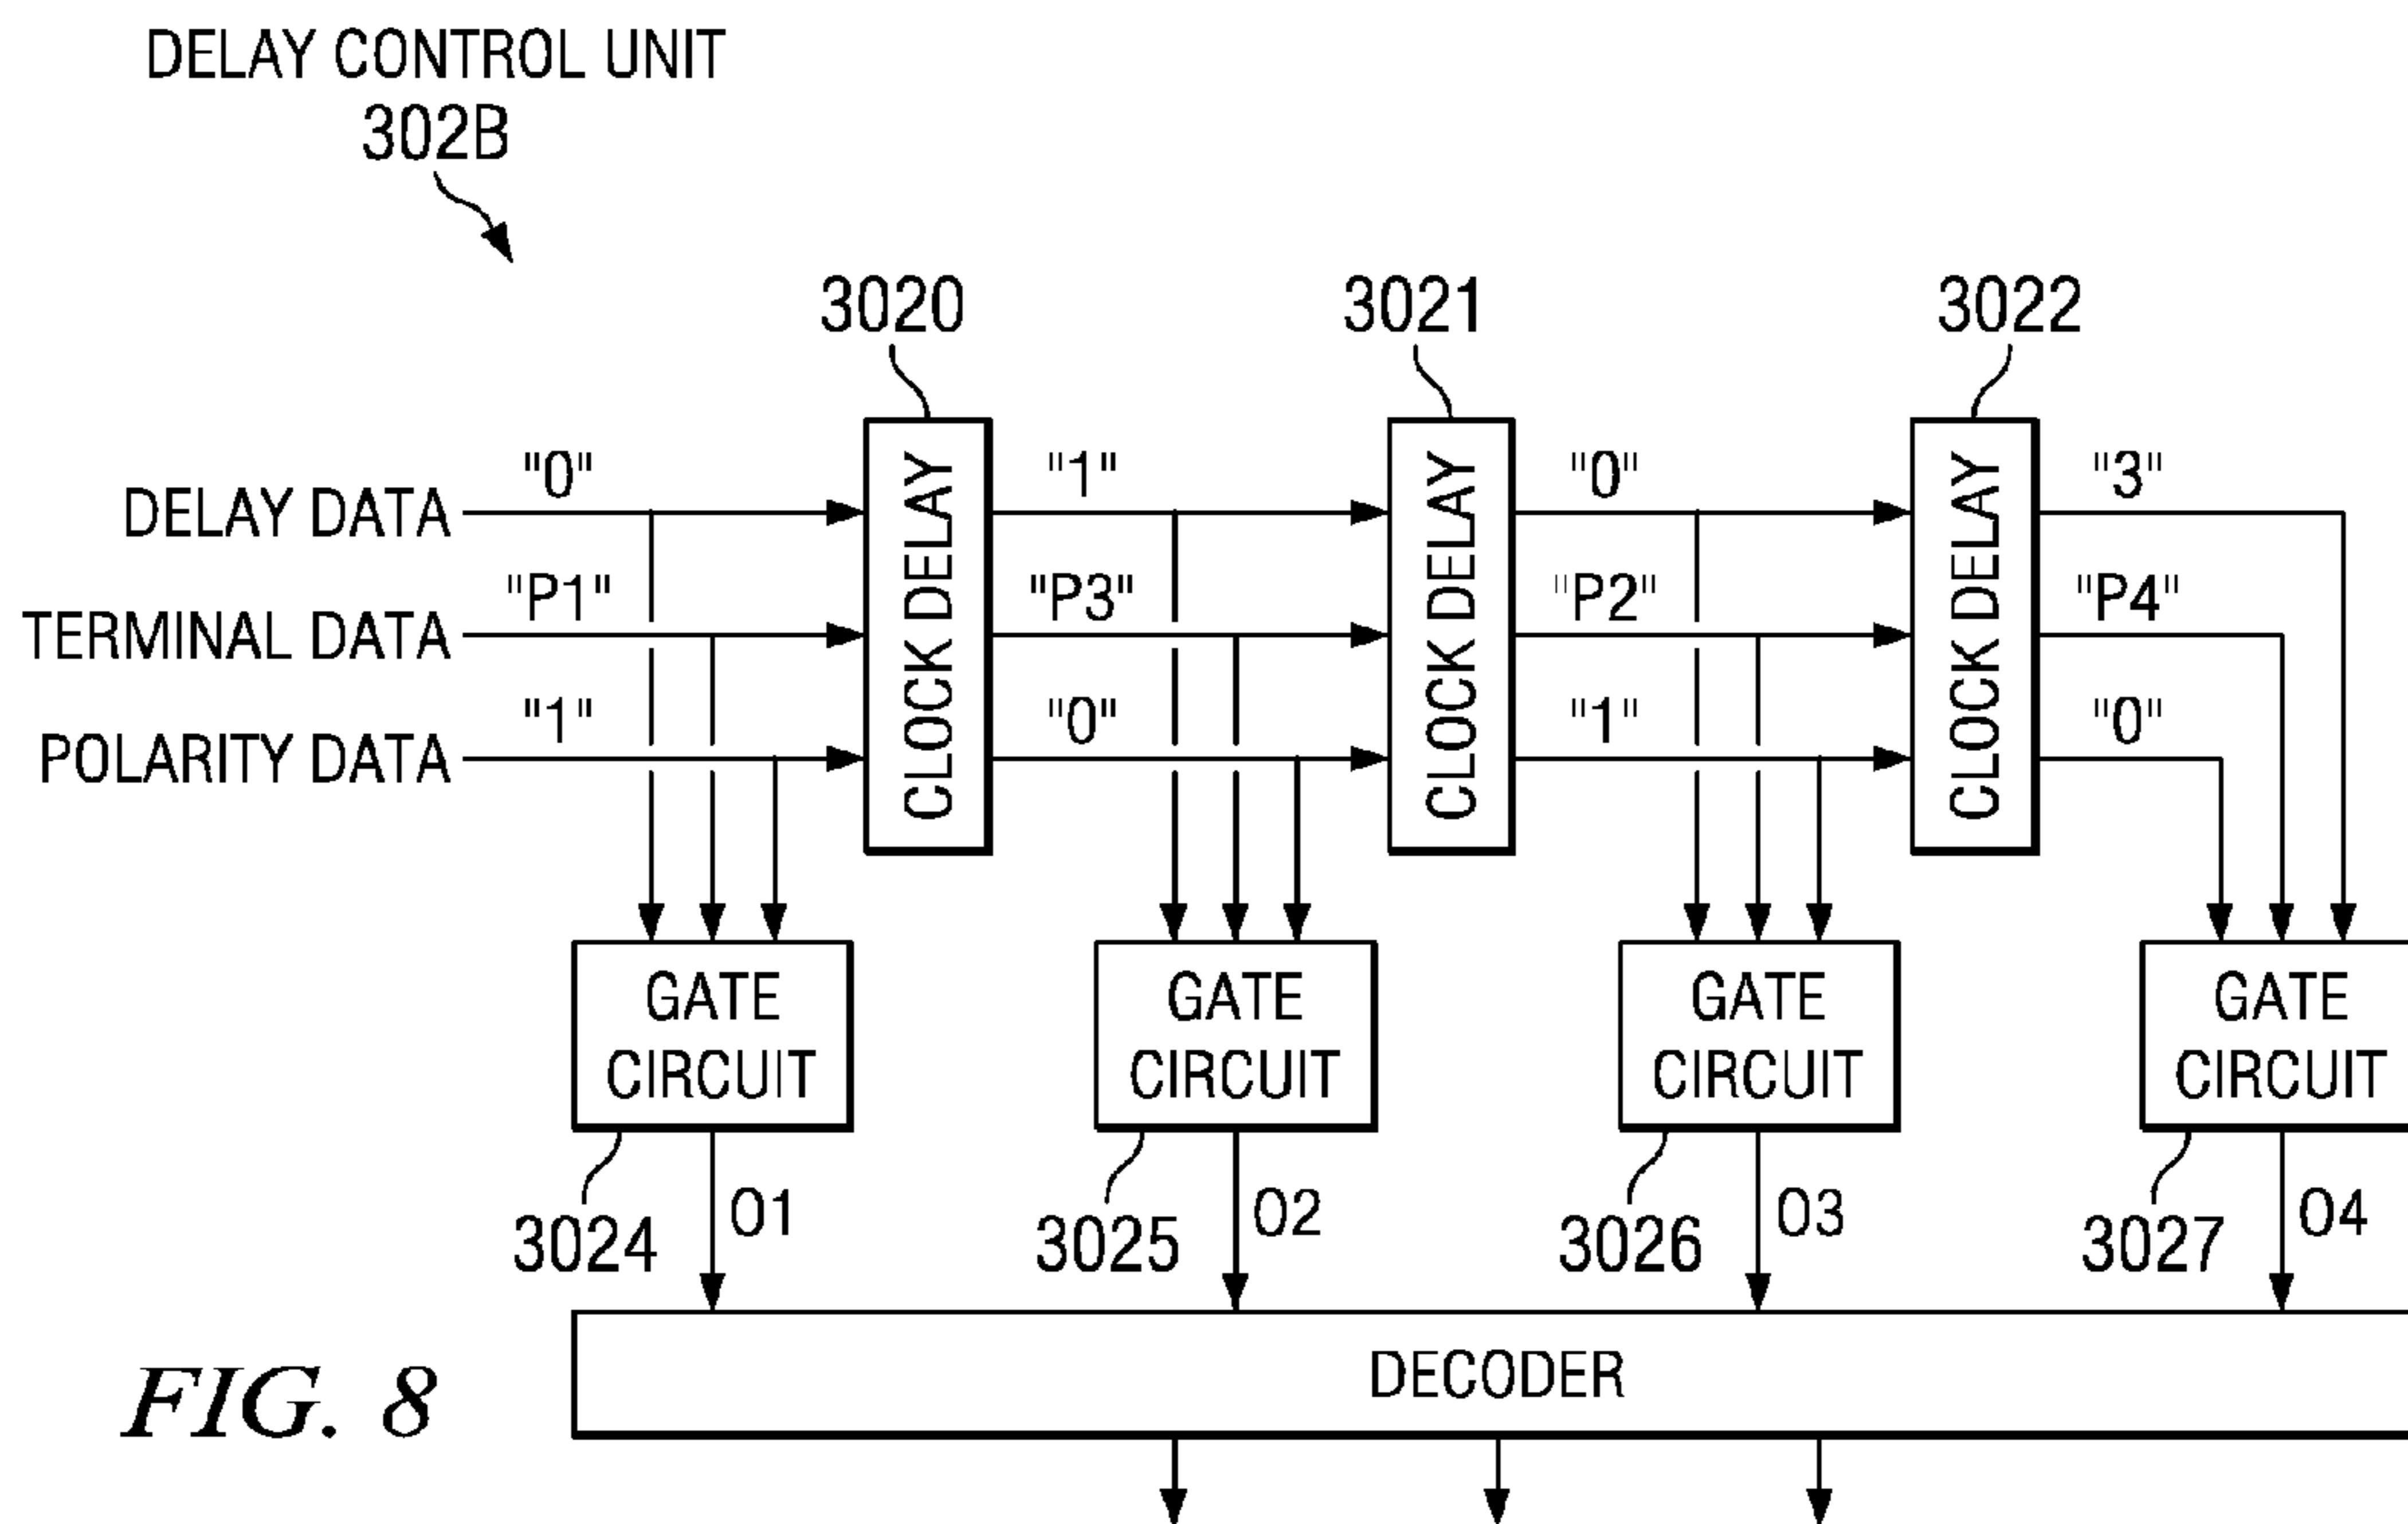 DELAY CONTROL UNIT
302B
3020
3021
3022
DELAY DATA
"0"
"1"
"0"
"3"
TERMINAL DATA
"P1"
"P3"
"P2"
"P4"
POLARITY DATA
"1"
"0"
"1"
"0"
CLOCK DELAY
CLOCK DELAY
CLOCK DELAY
GATE
CIRCUIT
GATE
CIRCUIT
GATE
CIRCUIT
GATE
CIRCUIT
3024
O1
3025
O2
3026
O3
3027
O4
DECODER
FIG. 8